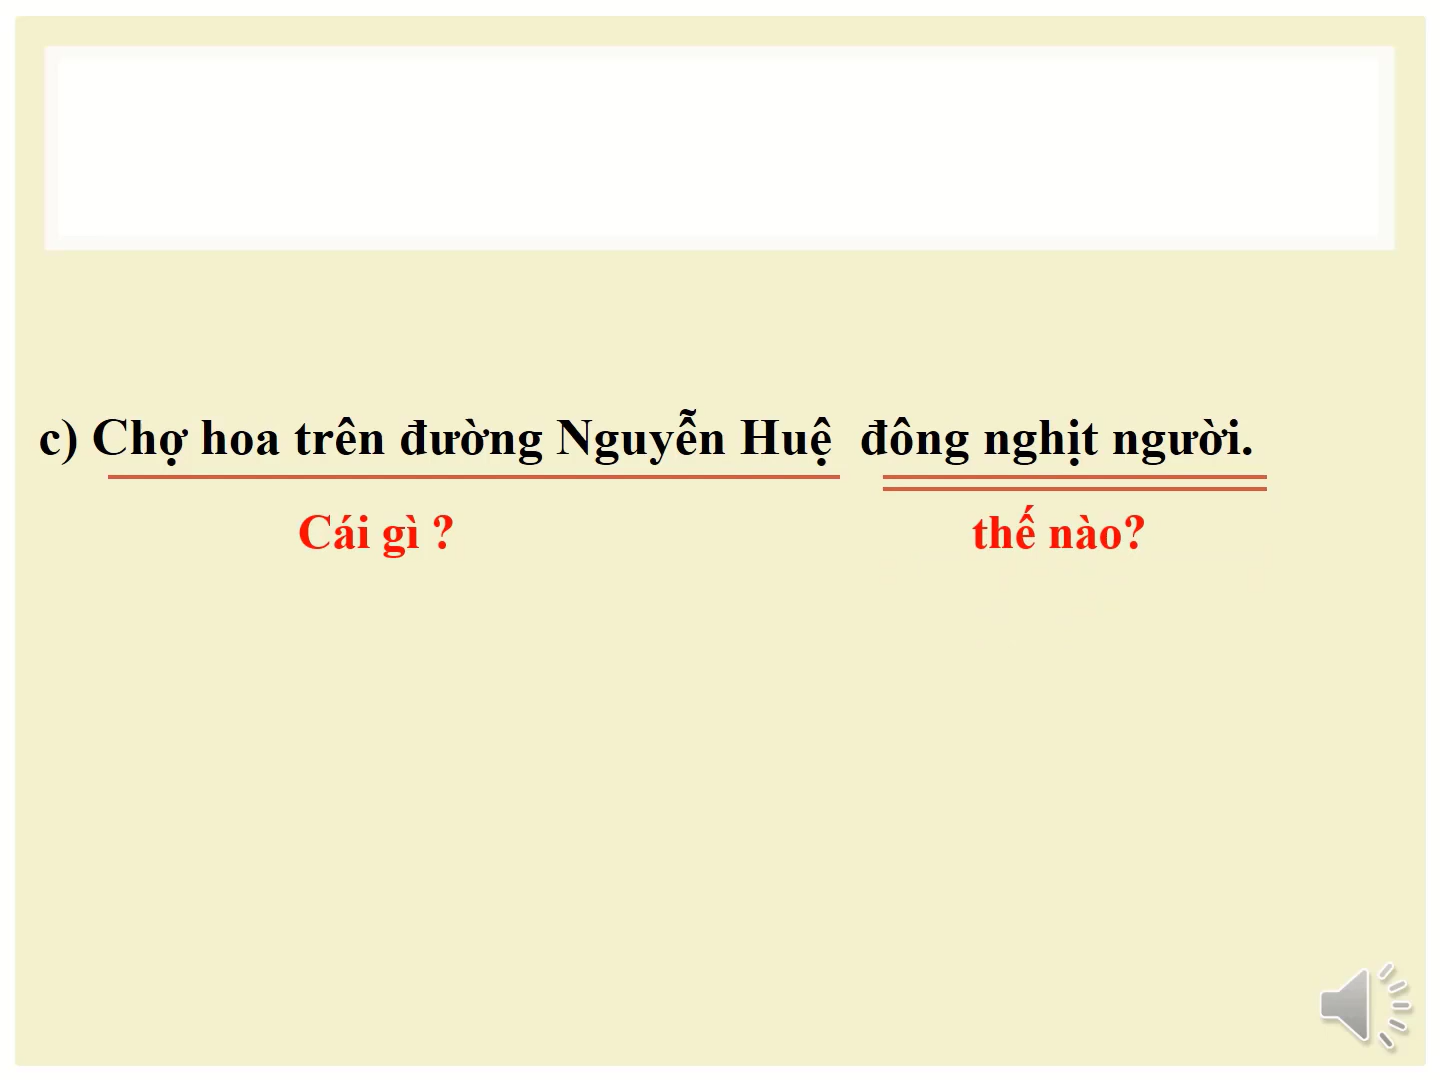 c) Chợ hoa trên đường Nguyễn Huệ đông nghịt người.
Cái gì ? thế nào?